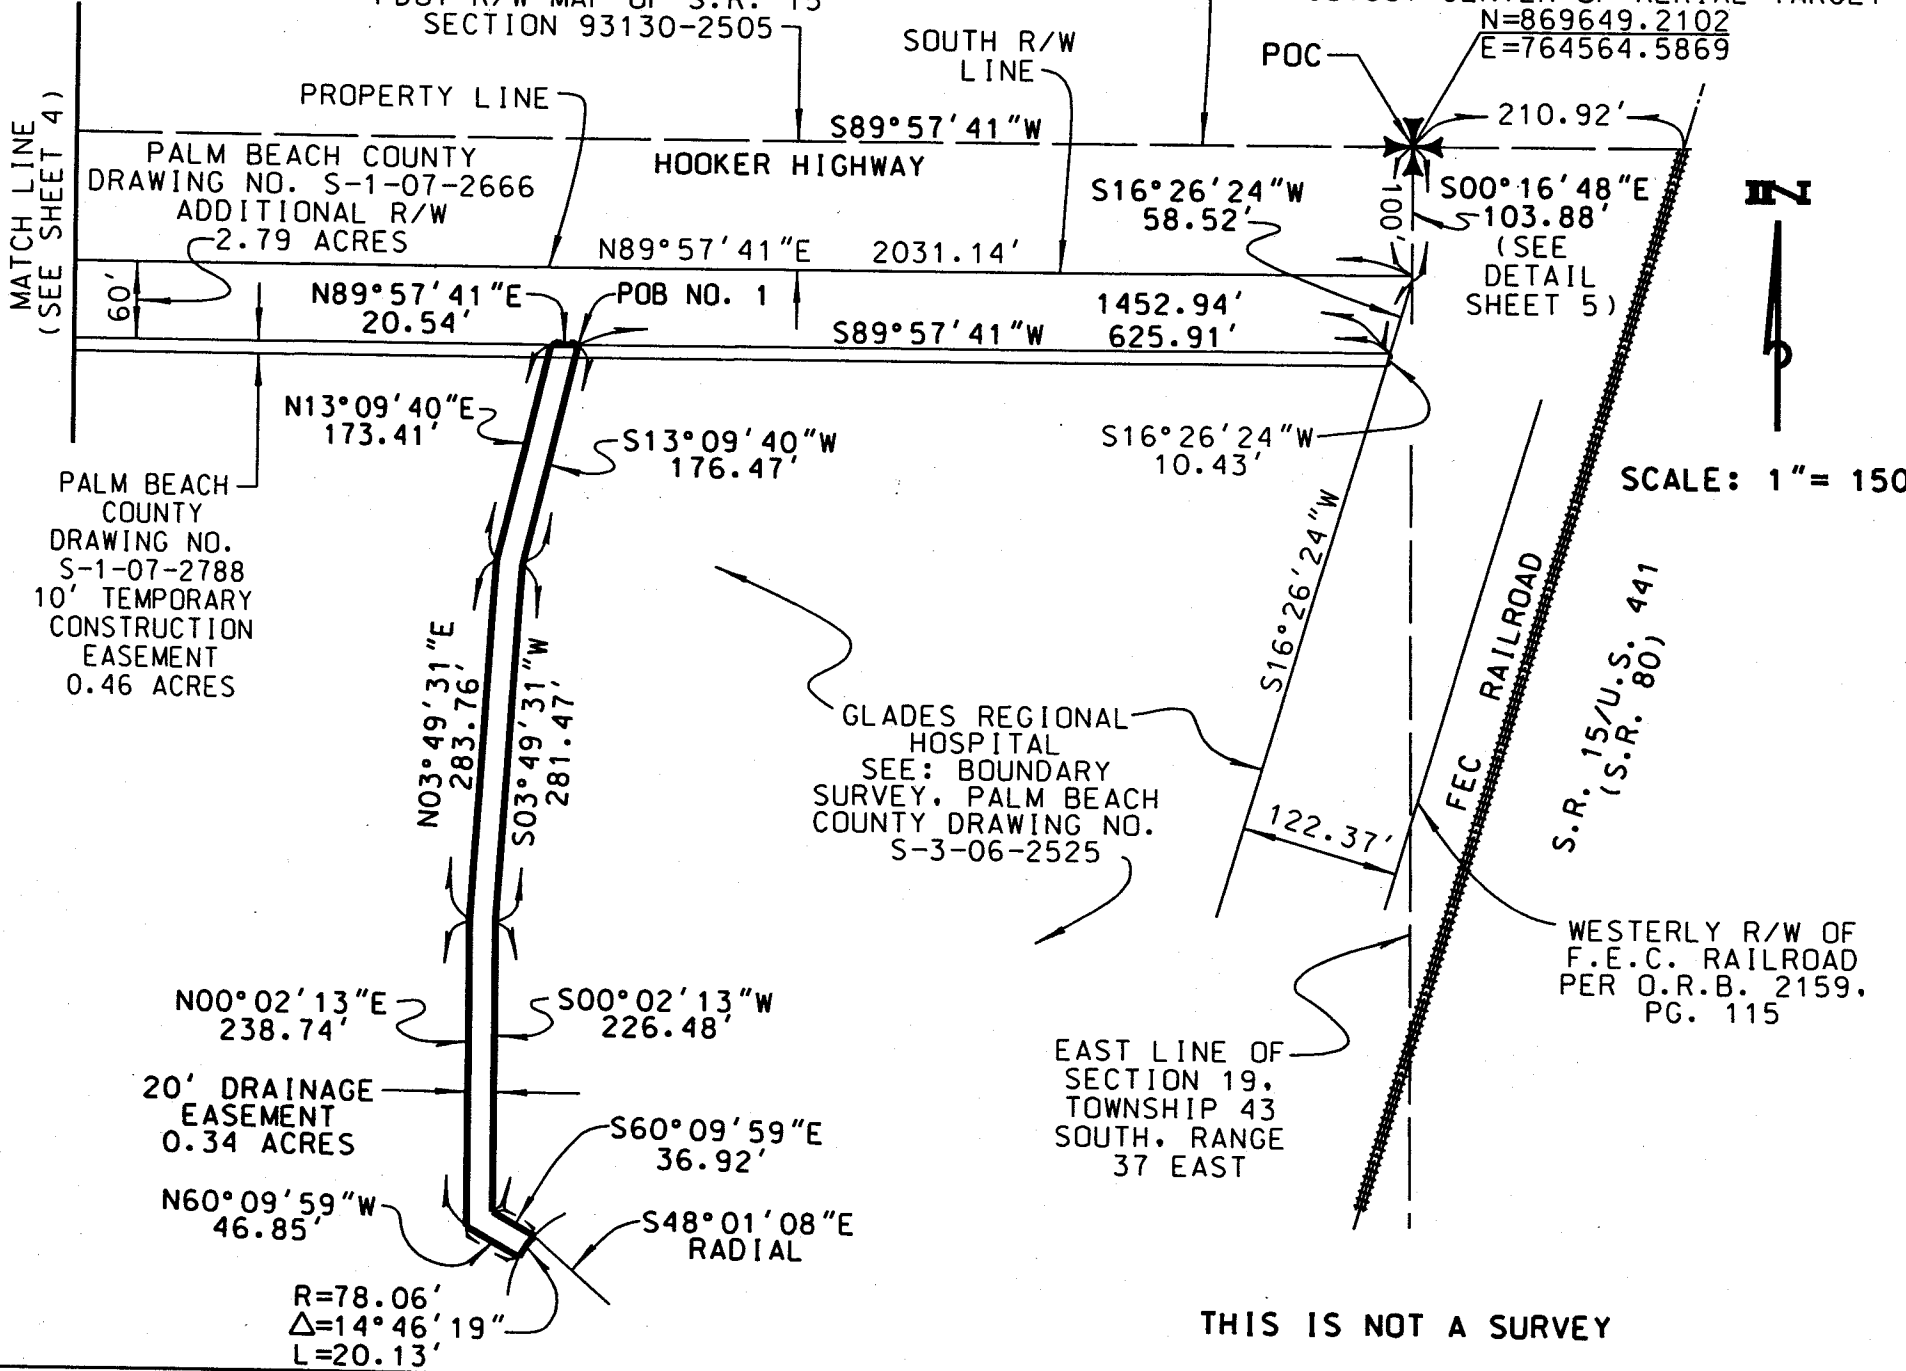 SECTION 93130-2505
N=869649.2102
E=764564.5869
SOUTH R/W
LINE
POC
PROPERTY LINE
210.92'
MATCH LINE
(SEE SHEET 4)
S89°57'41"W
PALM BEACH COUNTY
DRAWING NO. S-1-07-2666
ADDITIONAL R/W
2.79 ACRES
HOOKER HIGHWAY
S16°26'24"W
58.52'
100'
S00°16'48"E
103.88'
(SEE
DETAIL
SHEET 5)
N
N89°57'41"E 2031.14'
60'
N89°57'41"E
20.54'
POB NO. 1
1452.94'
S89°57'41"W 625.91'
N13°09'40"E
173.41'
S13°09'40"W
176.47'
S16°26'24"W
10.43'
SCALE: 1"= 150
PALM BEACH
COUNTY
DRAWING NO.
S-1-07-2788
10' TEMPORARY
CONSTRUCTION
EASEMENT
0.46 ACRES
S16°26'24"W
FEC RAILROAD
S.R. 15/U.S. 441
(S.R. 80)
N03°49'31"E
283.76'
S03°49'31"W
281.47'
GLADES REGIONAL
HOSPITAL
SEE: BOUNDARY
SURVEY, PALM BEACH
COUNTY DRAWING NO.
S-3-06-2525
122.37'
WESTERLY R/W OF
F.E.C. RAILROAD
PER O.R.B. 2159,
PG. 115
N00°02'13"E
238.74'
S00°02'13"W
226.48'
EAST LINE OF
SECTION 19,
TOWNSHIP 43
SOUTH, RANGE
37 EAST
20' DRAINAGE
EASEMENT
0.34 ACRES
S60°09'59"E
36.92'
N60°09'59"W
46.85'
S48°01'08"E
RADIAL
R=78.06'
Δ=14°46'19"
L=20.13'
THIS IS NOT A SURVEY